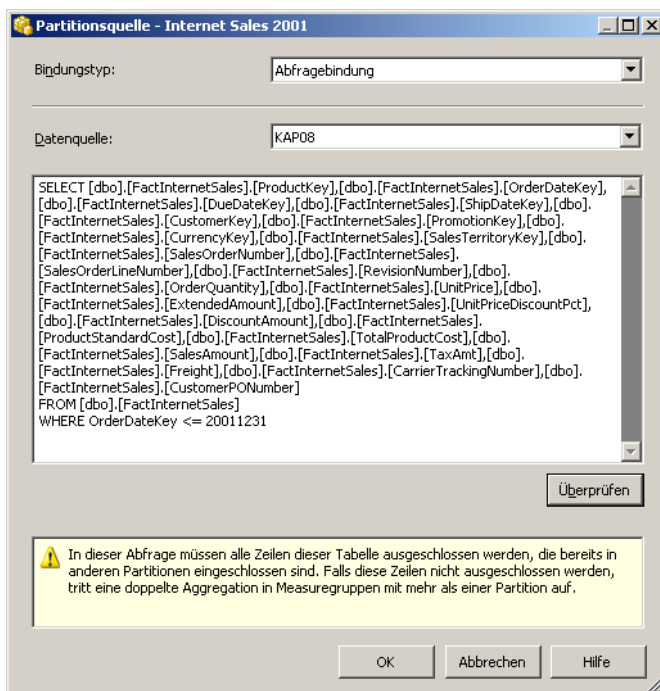 Partitionsquelle - Internet Sales 2001
Bindungstyp:
Abfragebindung
Datenquelle:
KAP08
SELECT [dbo].[FactInternetSales].[ProductKey],[dbo].[FactInternetSales].[OrderDateKey],
[dbo].[FactInternetSales].[DueDateKey],[dbo].[FactInternetSales].[ShipDateKey],[dbo].
[FactInternetSales].[CustomerKey],[dbo].[FactInternetSales].[PromotionKey],[dbo].
[FactInternetSales].[CurrencyKey],[dbo].[FactInternetSales].[SalesTerritoryKey],[dbo].
[FactInternetSales].[SalesOrderNumber],[dbo].[FactInternetSales].
[SalesOrderLineNumber],[dbo].[FactInternetSales].[RevisionNumber],[dbo].
[FactInternetSales].[OrderQuantity],[dbo].[FactInternetSales].[UnitPrice],[dbo].
[FactInternetSales].[ExtendedAmount],[dbo].[FactInternetSales].[UnitPriceDiscountPct],
[dbo].[FactInternetSales].[DiscountAmount],[dbo].[FactInternetSales].
[ProductStandardCost],[dbo].[FactInternetSales].[TotalProductCost],[dbo].
[FactInternetSales].[SalesAmount],[dbo].[FactInternetSales].[TaxAmt],[dbo].
[FactInternetSales].[Freight],[dbo].[FactInternetSales].[CarrierTrackingNumber],[dbo].
[FactInternetSales].[CustomerPONumber]
FROM [dbo].[FactInternetSales]
WHERE OrderDateKey <= 20011231
Überprüfen
In dieser Abfrage müssen alle Zeilen dieser Tabelle ausgeschlossen werden, die bereits in
anderen Partitionen eingeschlossen sind. Falls diese Zeilen nicht ausgeschlossen werden,
tritt eine doppelte Aggregation in Measuregruppen mit mehr als einer Partition auf.
OK
Abbrechen
Hilfe